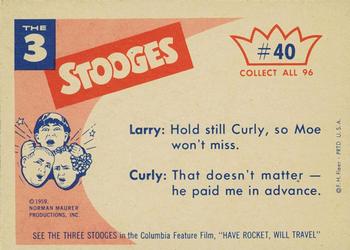 THE
3
STOOGES
#40
COLLECT ALL 96
Larry: Hold still Curly, so Moe
won't miss.
Curly: That doesn't matter —
he paid me in advance.
©1959.
NORMAN MAURER
PRODUCTIONS, INC.
©F. H. Fleer - PRTD. U. S. A.
SEE THE THREE STOOGES in the Columbia Feature Film, "HAVE ROCKET, WILL TRAVEL"